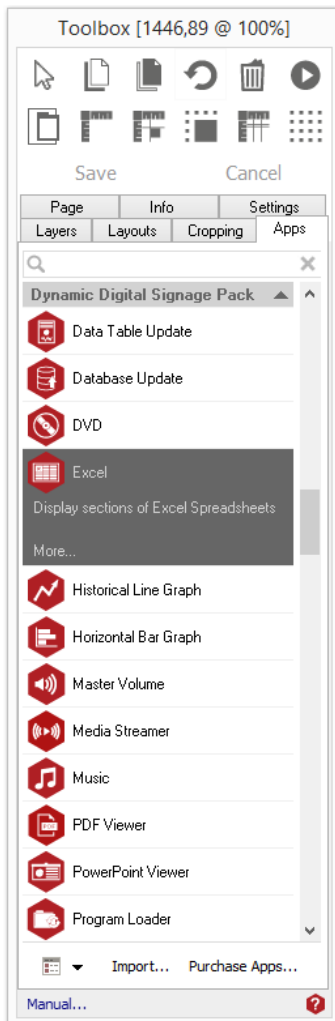 Toolbox [1446,89 @ 100%]
Save Cancel
Page Info Settings
Layers Layouts Cropping Apps
Dynamic Digital Signage Pack
Data Table Update
Database Update
DVD
Excel
Display sections of Excel Spreadsheets
More...
Historical Line Graph
Horizontal Bar Graph
Master Volume
Media Streamer
Music
PDF Viewer
PowerPoint Viewer
Program Loader
Import... Purchase Apps...
Manual... ?